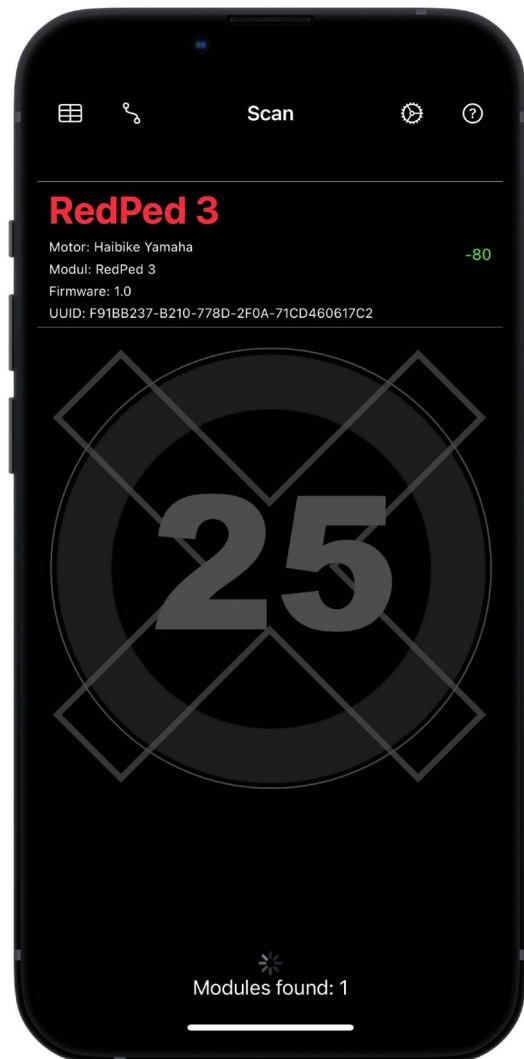 Scan
RedPed 3
Motor: Haibike Yamaha
-80
Modul: RedPed 3
Firmware: 1.0
UUID: F91BB237-B210-778D-2F0A-71CD460617C2
25
Modules found: 1